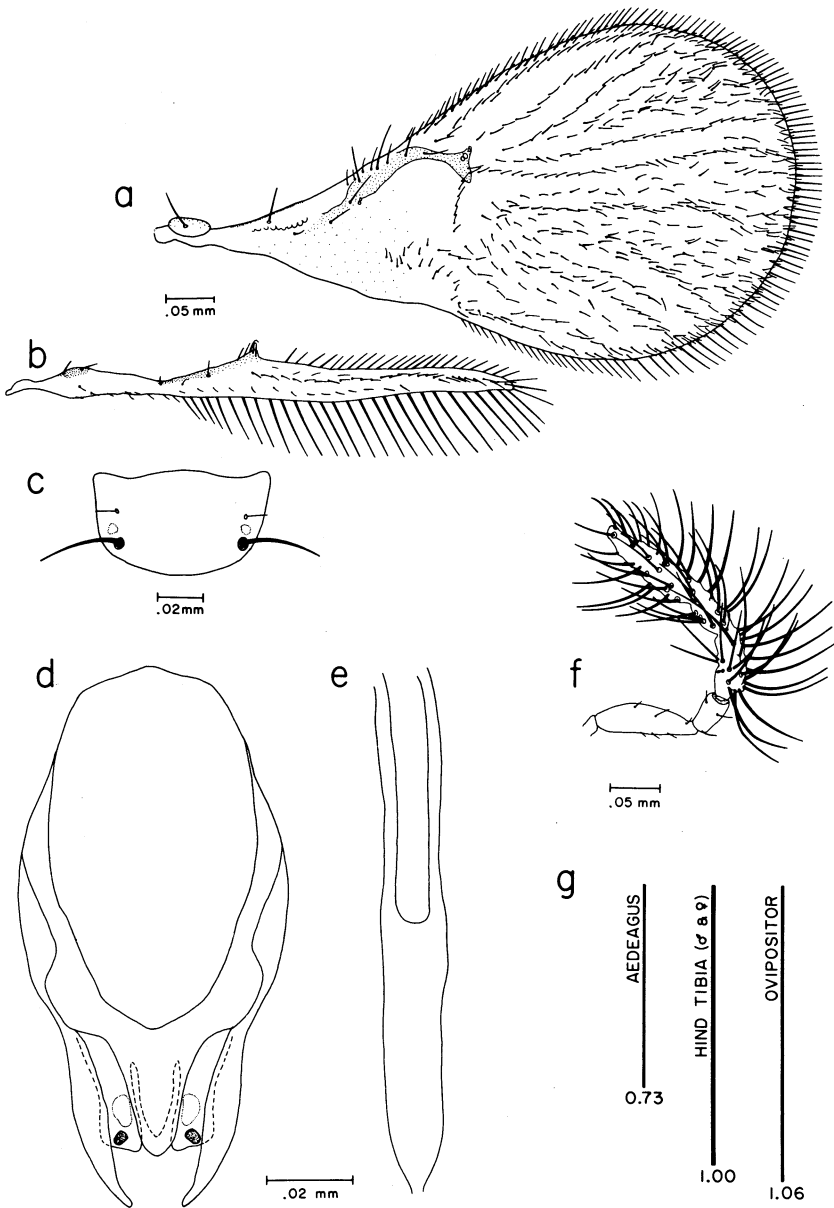 a
.05 mm
b
c
.02mm
d
e
f
.05 mm
.02 mm
g
AEDEAGUS
0.73
HIND TIBIA (♂ & ♀)
1.00
OVIPOSITOR
1.06